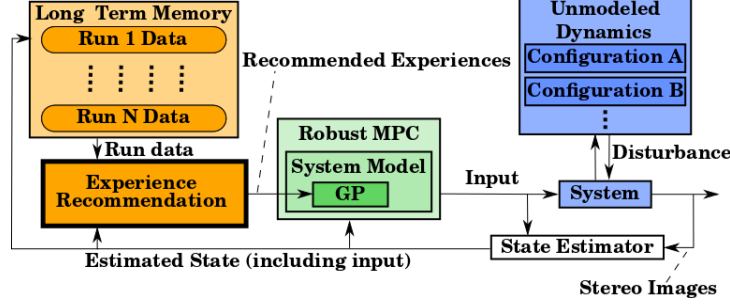 Long Term Memory
Run 1 Data
Run N Data
Run data
Experience
Recommendation
Recommended Experiences
Robust MPC
System Model
GP
Input
Unmodeled
Dynamics
Configuration A
Configuration B
Disturbance
System
State Estimator
Estimated State (including input)
Stereo Images